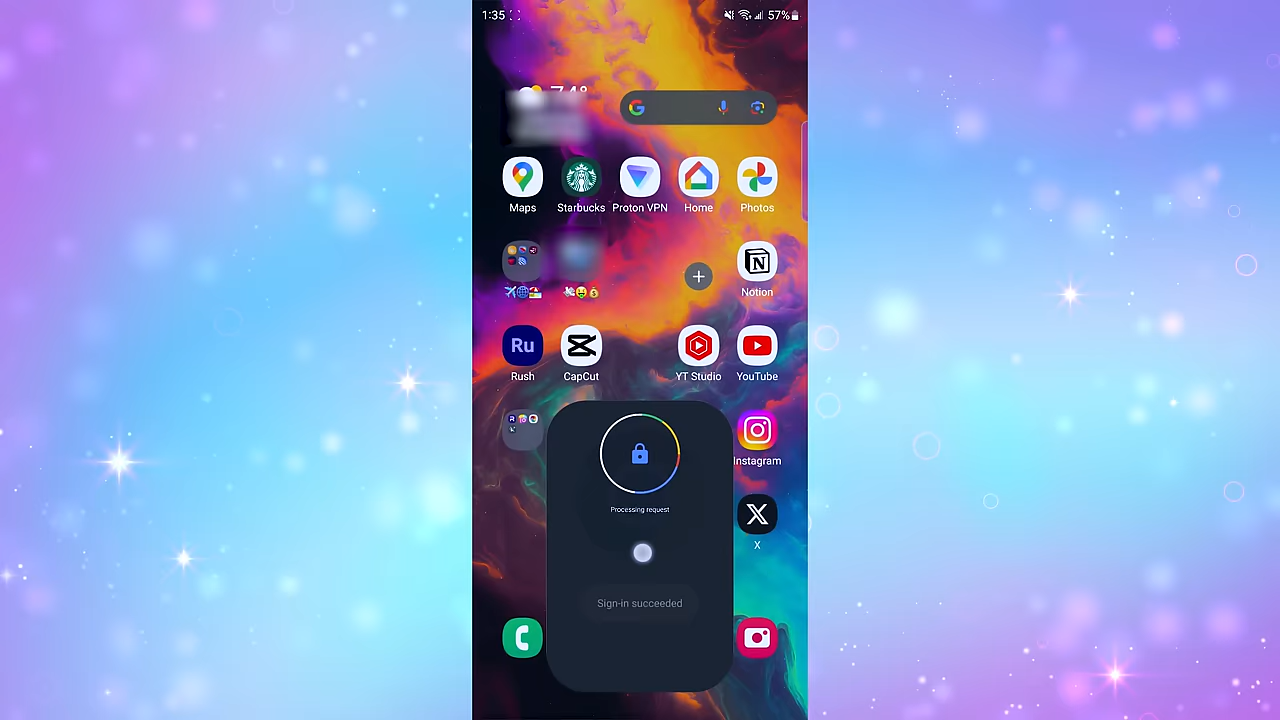 1:35
57%
74°
Maps
Starbucks
Proton VPN
Home
Photos
Notion
Ru
Rush
CapCut
YT Studio
YouTube
Processing request
Instagram
X
Sign-in succeeded